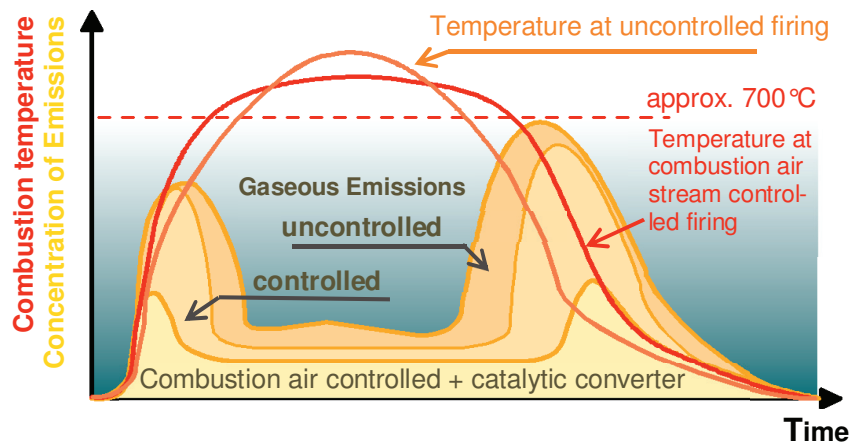 Combustion temperature
Concentration of Emissions
Temperature at uncontrolled firing
approx. 700°C
Temperature at
combustion air
stream control-
led firing
Gaseous Emissions
uncontrolled
controlled
Combustion air controlled + catalytic converter
Time